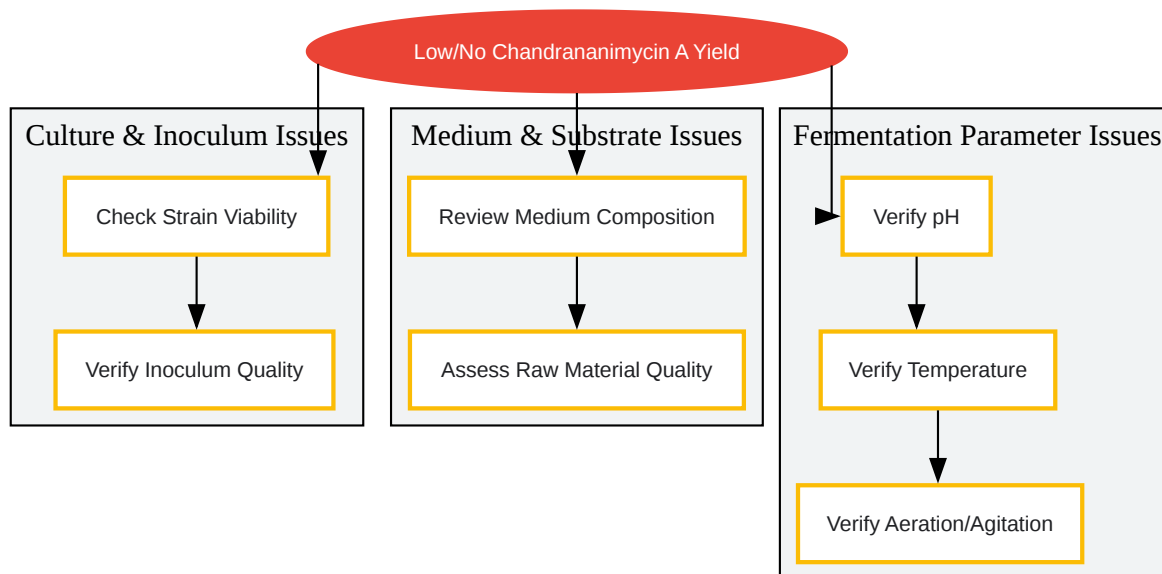 Low/No Chandrananimycin A Yield
Culture & Inoculum Issues
Check Strain Viability
Verify Inoculum Quality
Medium & Substrate Issues
Review Medium Composition
Assess Raw Material Quality
Fermentation Parameter Issues
Verify pH
Verify Temperature
Verify Aeration/Agitation